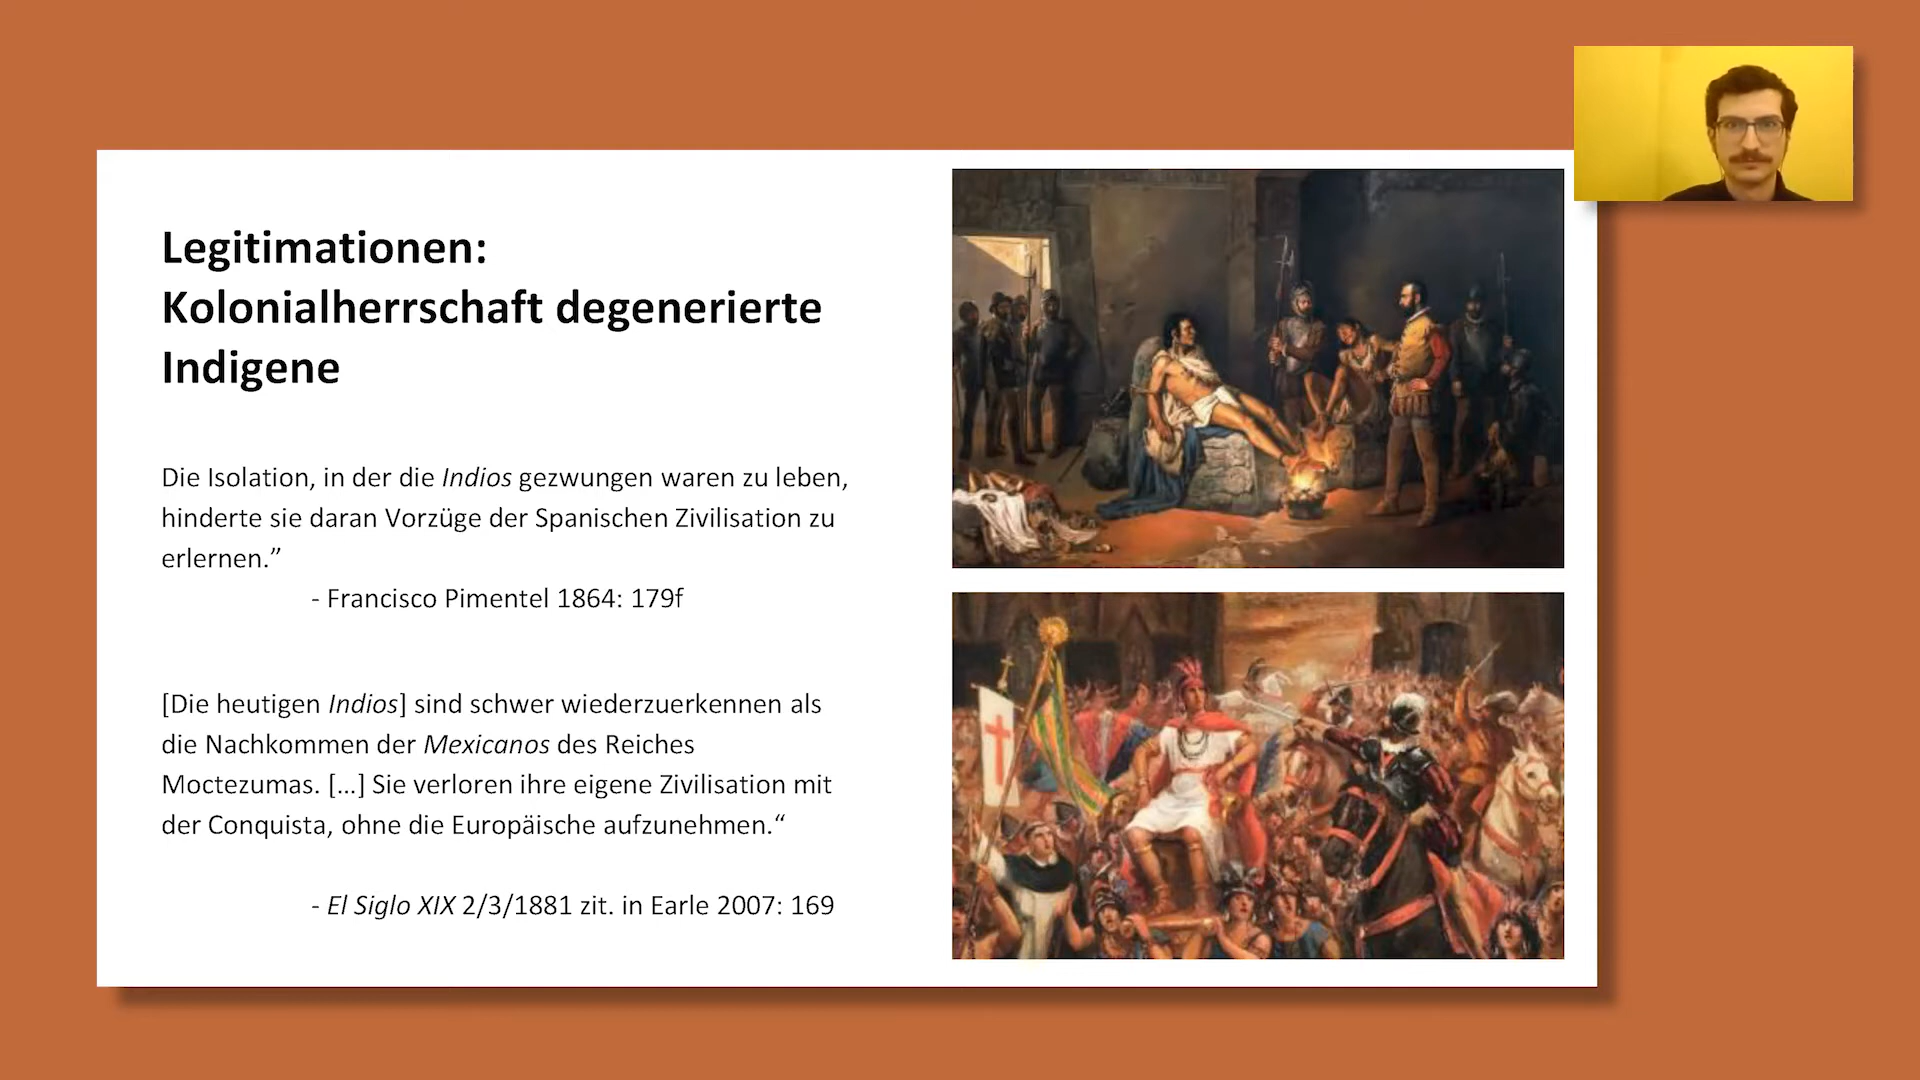 Legitimationen:
Kolonialherrschaft degenerierte
Indigene
Die Isolation, in der die Indios gezwungen waren zu leben,
hinderte sie daran Vorzüge der Spanischen Zivilisation zu
erlernen.”
- Francisco Pimentel 1864: 179f
[Die heutigen Indios] sind schwer wiederzuerkennen als
die Nachkommen der Mexicanos des Reiches
Moctezumas. [...] Sie verloren ihre eigene Zivilisation mit
der Conquista, ohne die Europäische aufzunehmen.“
- El Siglo XIX 2/3/1881 zit. in Earle 2007: 169